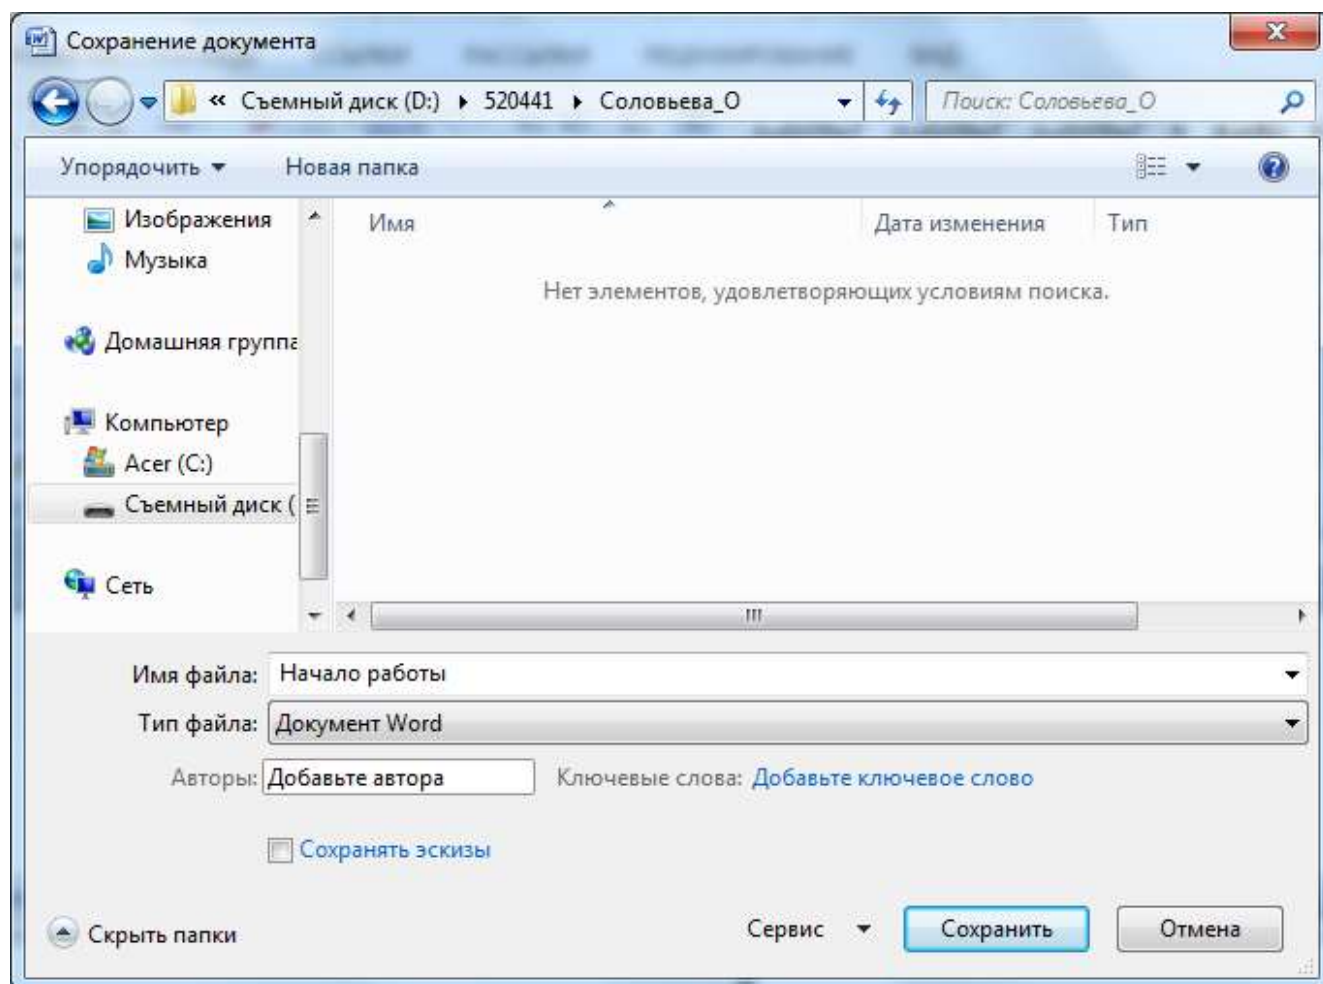 Сохранение документа
« Съемный диск (D:) 520441 Соловьева_О Поиск: Соловьева_О
Упорядочить Новая папка
Изображения Имя Дата изменения Тип
Музыка
Нет элементов, удовлетворяющих условиям поиска.
Домашняя группа
Компьютер
Acer (C:)
Съемный диск (
Сеть
Имя файла: Начало работы
Тип файла: Документ Word
Авторы: Добавьте автора Ключевые слова: Добавьте ключевое слово
Сохранять эскизы
Скрыть папки Сервис Сохранить Отмена